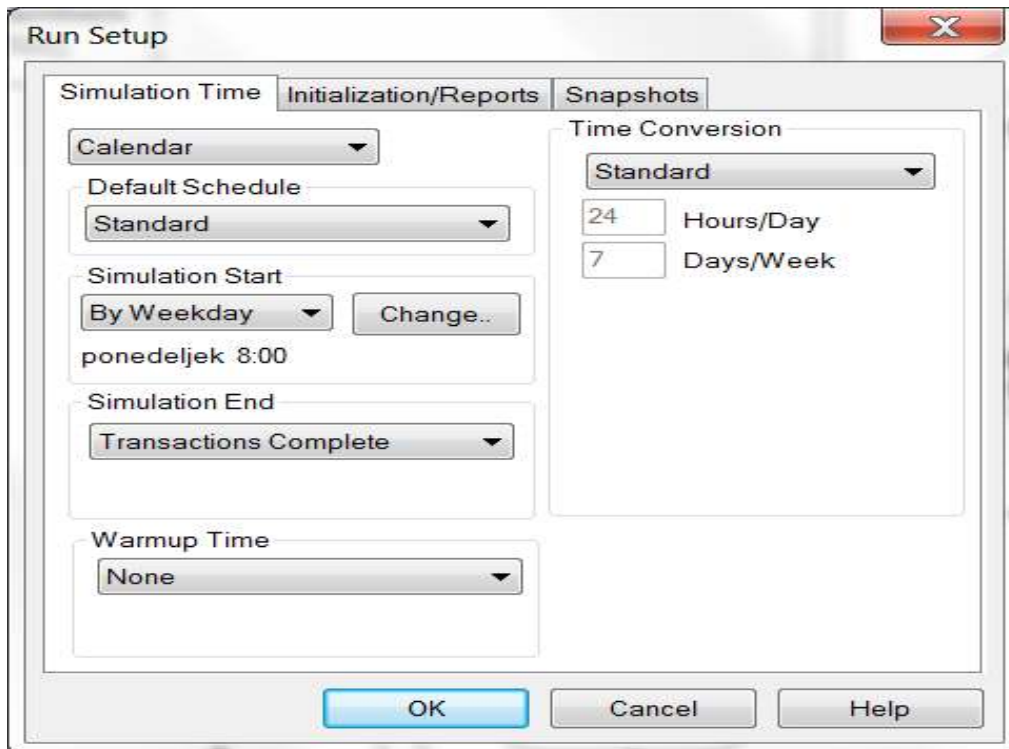 Run Setup
Simulation Time
Initialization/Reports
Snapshots
Calendar
Default Schedule
Standard
Simulation Start
By Weekday
Change..
ponedeljek 8:00
Simulation End
Transactions Complete
Warmup Time
None
Time Conversion
Standard
24 Hours/Day
7 Days/Week
OK
Cancel
Help